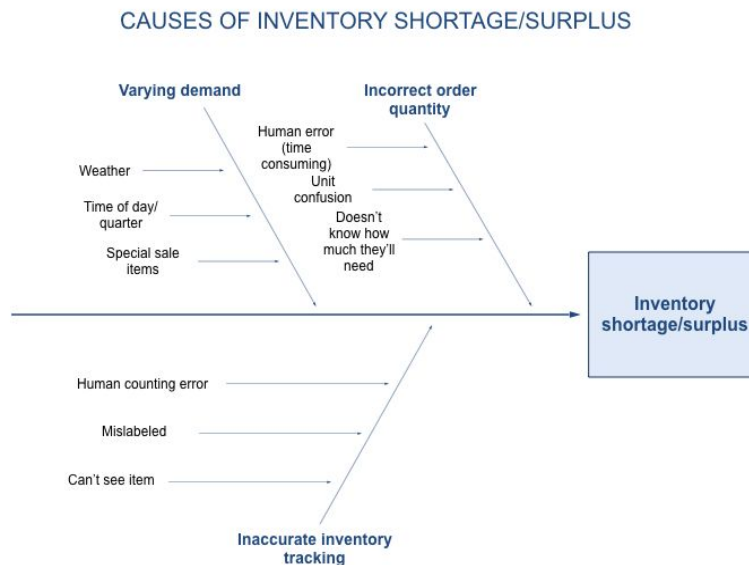 CAUSES OF INVENTORY SHORTAGE/SURPLUS
Varying demand
Weather
Time of day/
quarter
Special sale
items
Incorrect order
quantity
Human error
(time
consuming)
Unit
confusion
Doesn't
know how
much they'll
need
Inventory
shortage/surplus
Human counting error
Mislabeled
Can't see item
Inaccurate inventory
tracking